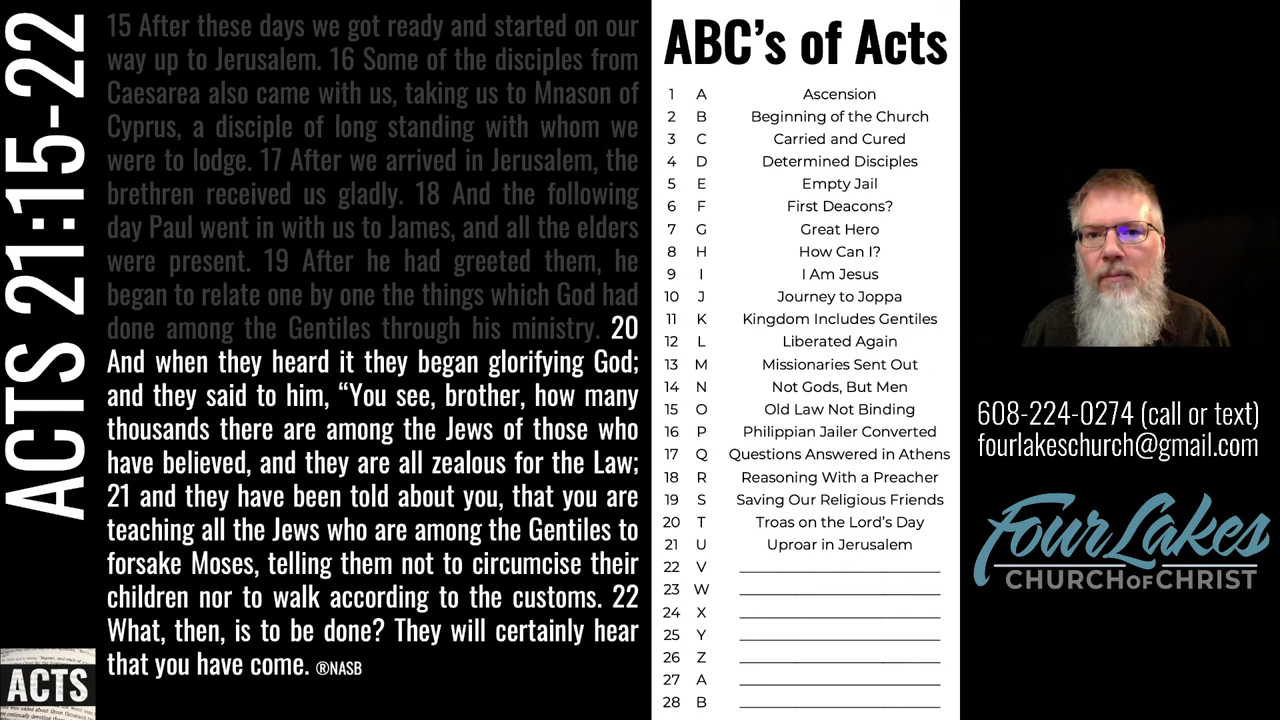 ACTS 21:15-22
15 After these days we got ready and started on our
way up to Jerusalem. 16 Some of the disciples from
Caesarea also came with us, taking us to Mnason of
Cyprus, a disciple of long standing with whom we
were to lodge. 17 After we arrived in Jerusalem, the
brethren received us gladly. 18 And the following
day Paul went in with us to James, and all the elders
were present. 19 After he had greeted them, he
began to relate one by one the things which God had
done among the Gentiles through his ministry. 20
And when they heard it they began glorifying God;
and they said to him, “You see, brother, how many
thousands there are among the Jews of those who
have believed, and they are all zealous for the Law;
21 and they have been told about you, that you are
teaching all the Jews who are among the Gentiles to
forsake Moses, telling them not to circumcise their
children nor to walk according to the customs. 22
What, then, is to be done? They will certainly hear
that you have come. ®NASB
ACTS
ABC’s of Acts
1 A Ascension
2 B Beginning of the Church
3 C Carried and Cured
4 D Determined Disciples
5 E Empty Jail
6 F First Deacons?
7 G Great Hero
8 H How Can I?
9 I I Am Jesus
10 J Journey to Joppa
11 K Kingdom Includes Gentiles
12 L Liberated Again
13 M Missionaries Sent Out
14 N Not Gods, But Men
15 O Old Law Not Binding
16 P Philippian Jailer Converted
17 Q Questions Answered in Athens
18 R Reasoning With a Preacher
19 S Saving Our Religious Friends
20 T Troas on the Lord’s Day
21 U Uproar in Jerusalem
22 V
23 W
24 X
25 Y
26 Z
27 A
28 B
608-224-0274 (call or text)
fourlakeschurch@gmail.com
Four Lakes
CHURCH OF CHRIST